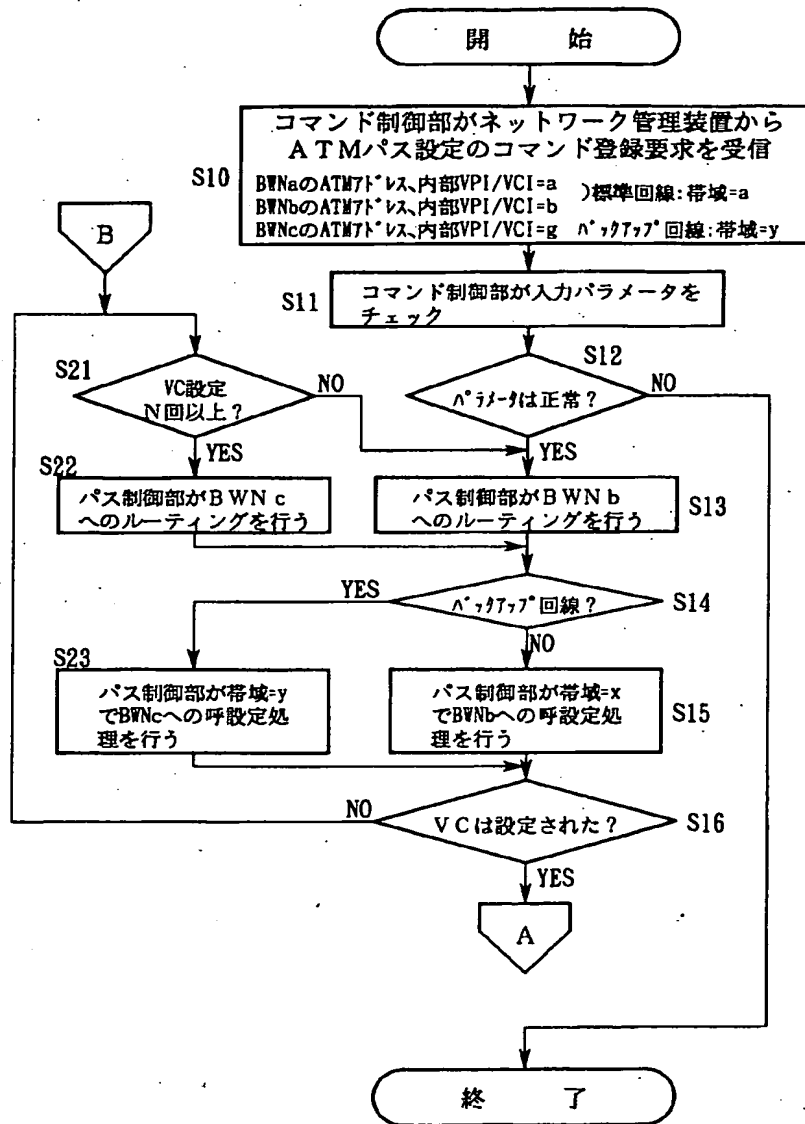 開 始
コマンド制御部がネットワーク管理装置から
ATMパス設定のコマンド登録要求を受信
S10
BWNaのATMアドレス、内部VPI/VCI=a
BWNbのATMアドレス、内部VPI/VCI=b
)標準回線:帯域=a
BWNcのATMアドレス、内部VPI/VCI=g バックアップ回線:帯域=y
B
S11
コマンド制御部が入力パラメータを
チェック
S12
パラメータは正常?
NO
YES
S21
VC設定
N回以上?
NO
YES
S22
パス制御部がBWNc
へのルーティングを行う
パス制御部がBWNb
へのルーティングを行う
S13
バックアップ回線?
S14
YES
NO
S23
パス制御部が帯域=y
でBWNcへの呼設定処
理を行う
パス制御部が帯域=x
でBWNbへの呼設定処
理を行う
S15
NO
VCは設定された?
S16
YES
A
終 了